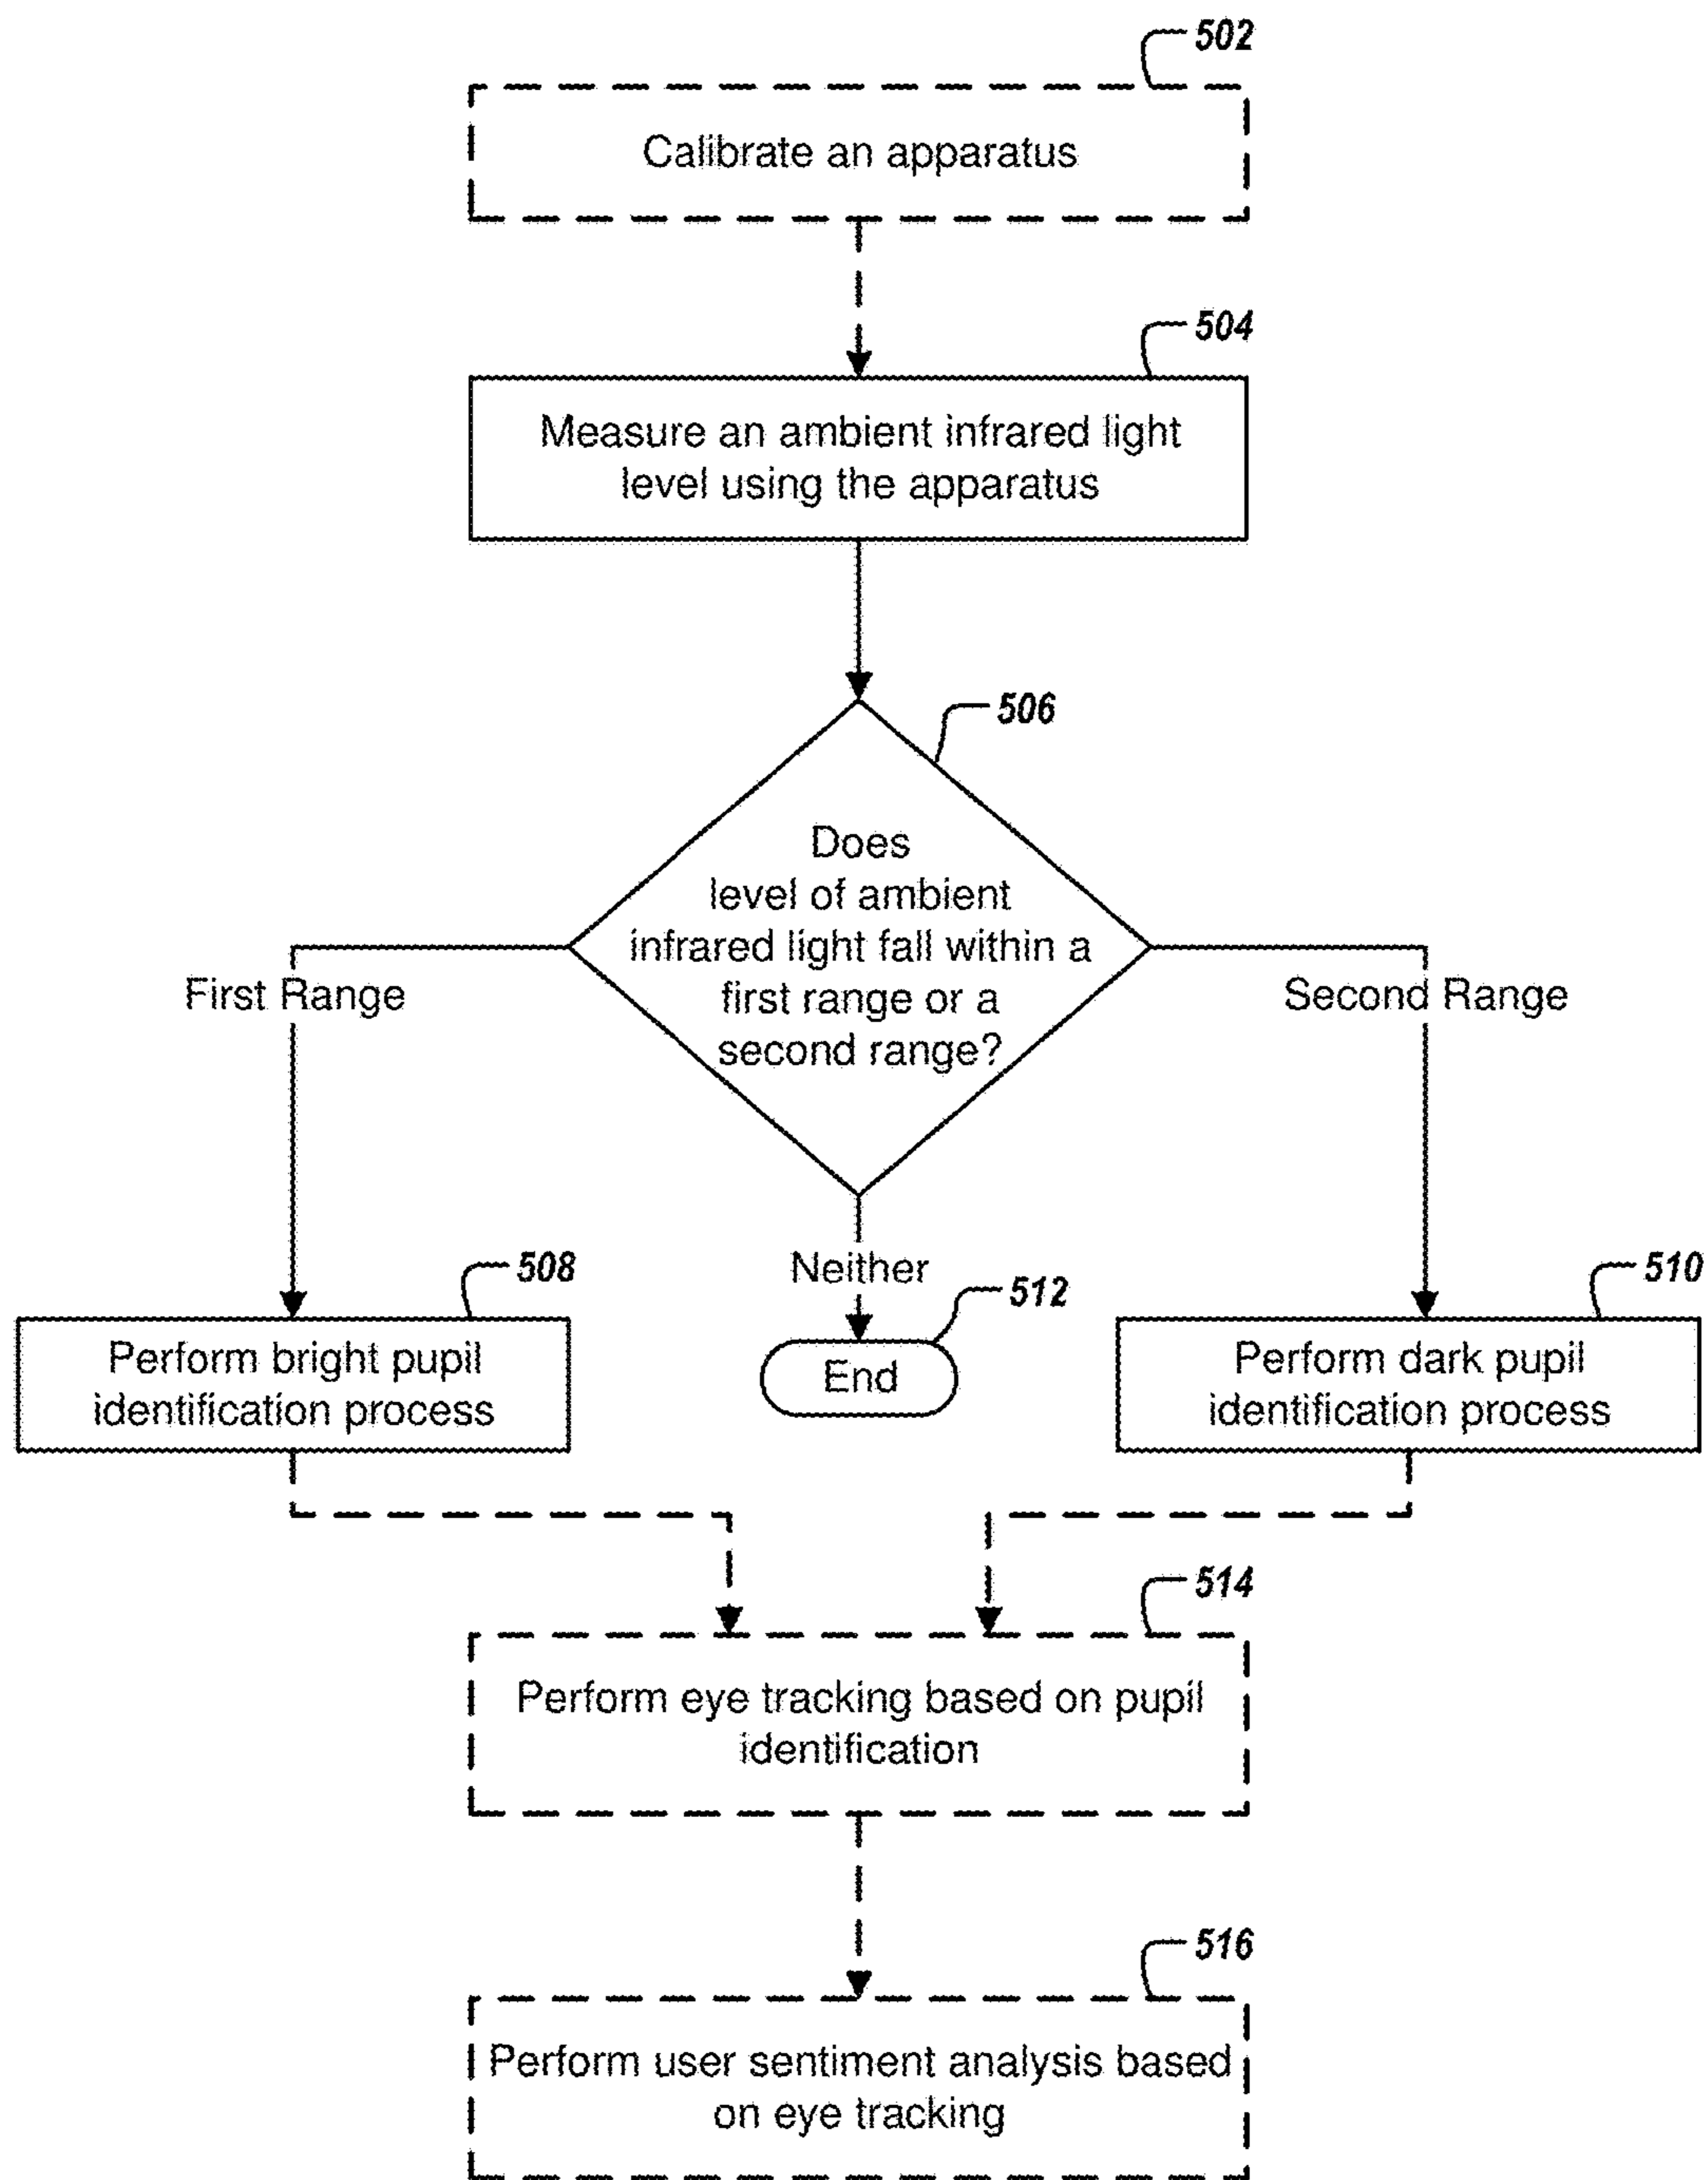 502
Calibrate an apparatus
504
Measure an ambient infrared light
level using the apparatus
506
Does
level of ambient
infrared light fall within a
first range or a
second range?
First Range
Second Range
Neither
508
Perform bright pupil
identification process
512
End
510
Perform dark pupil
identification process
514
Perform eye tracking based on pupil
identification
516
Perform user sentiment analysis based
on eye tracking